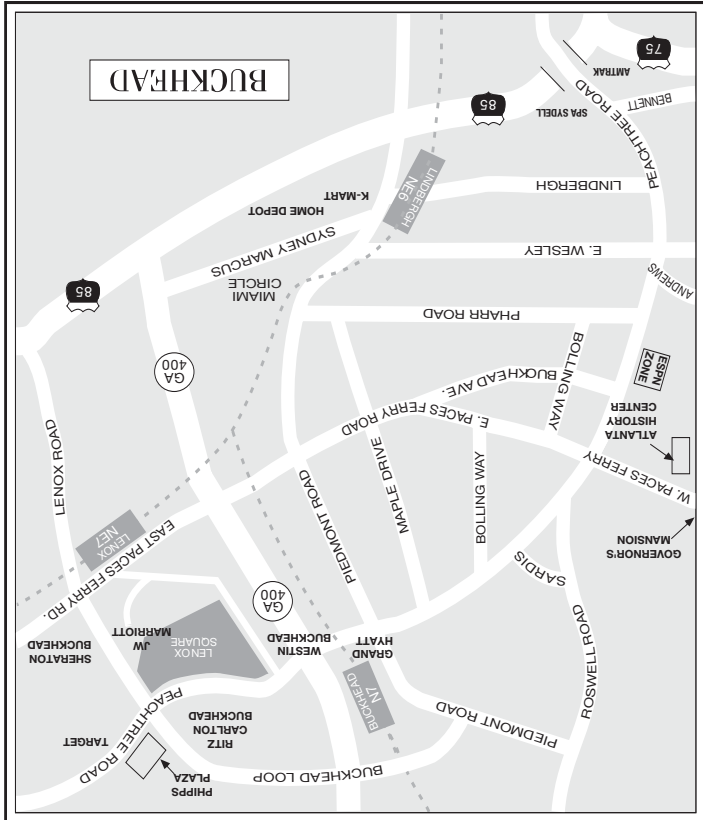 PHIPPS
PLAZA
BUCKHEAD LOOP
PEACHTREE ROAD
TARGET
PIEDMONT ROAD
RITZ
CARLTON
BUCKHEAD
ROSWELL ROAD
BUCKHEAD
N7
GRAND
HYATT
WESTIN
BUCKHEAD
LENOX
SQUARE
JW
MARRIOTT
SHERATON
BUCKHEAD
GA
400
SARDIS
EAST PACES FERRY RD.
GOVERNOR'S
MANSION
LENOX
NE7
PIEDMONT ROAD
BOLLING WAY
MAPLE DRIVE
W. PACES FERRY
LENOX ROAD
ATLANTA
HISTORY
CENTER
E. PACES FERRY ROAD
BOLLING WAY
BUCKHEAD AVE.
ESPN
ZONE
GA
400
PHARR ROAD
85
MIAMI
CIRCLE
ANDREWS
E. WESLEY
SYDNEY MARCUS
HOME DEPOT
K-MART
LINDBERGH
LINDBERGH
NE6
PEACHTREE ROAD
SPA SYDELL
85
BENNETT
AMTRAK
75
BUCKHEAD